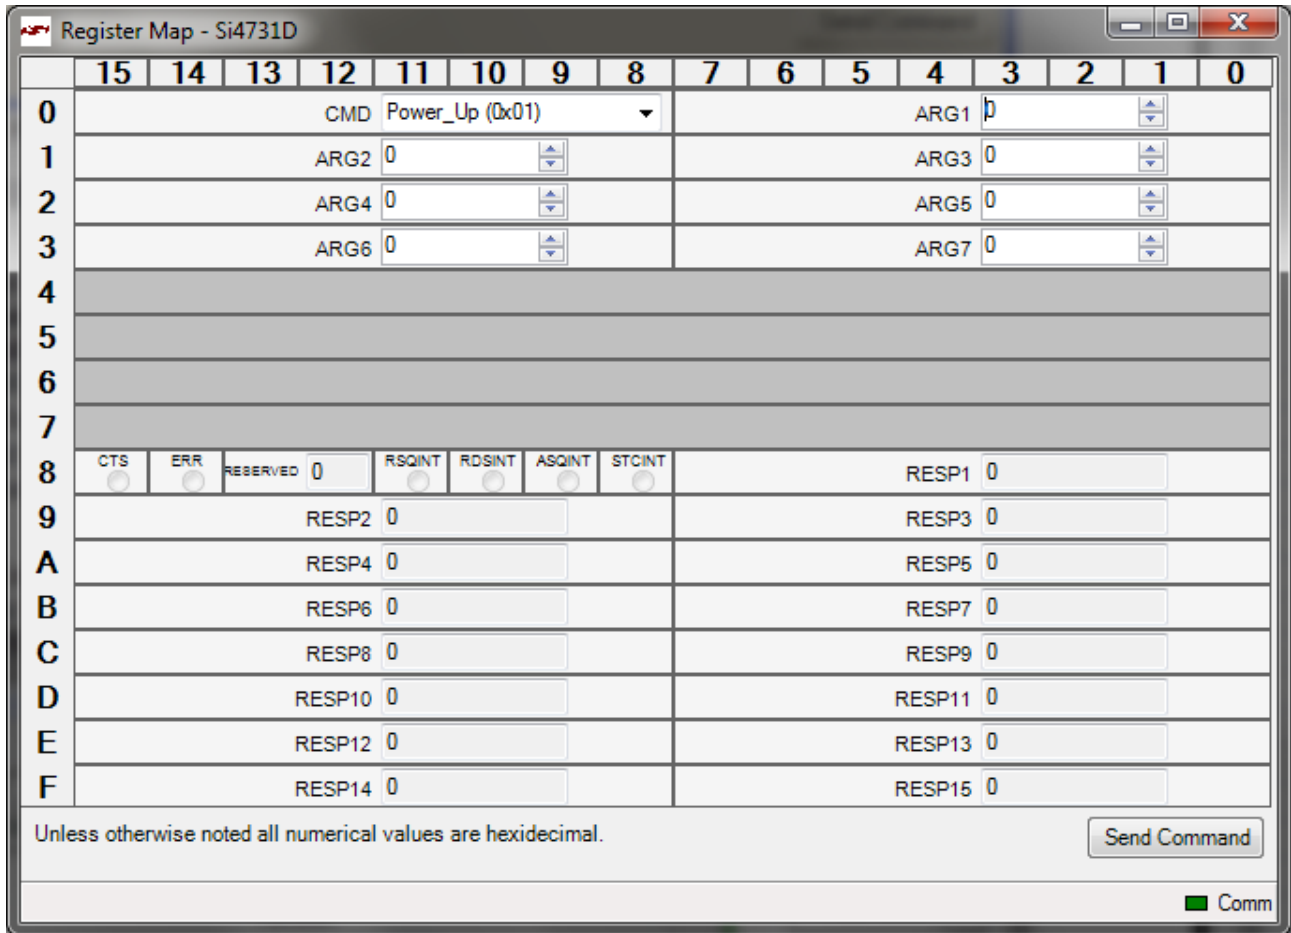 Register Map - Si4731D
15 14 13 12 11 10 9 8 7 6 5 4 3 2 1 0
0 CMD Power_Up (0x01) ARG1 0
1 ARG2 0 ARG3 0
2 ARG4 0 ARG5 0
3 ARG6 0 ARG7 0
4
5
6
7
8 CTS ERR RESERVED 0 RSQINT RDSINT ASQINT STCINT RESP1 0
9 RESP2 0 RESP3 0
A RESP4 0 RESP5 0
B RESP6 0 RESP7 0
C RESP8 0 RESP9 0
D RESP10 0 RESP11 0
E RESP12 0 RESP13 0
F RESP14 0 RESP15 0
Unless otherwise noted all numerical values are hexidecimal.
Send Command
Comm